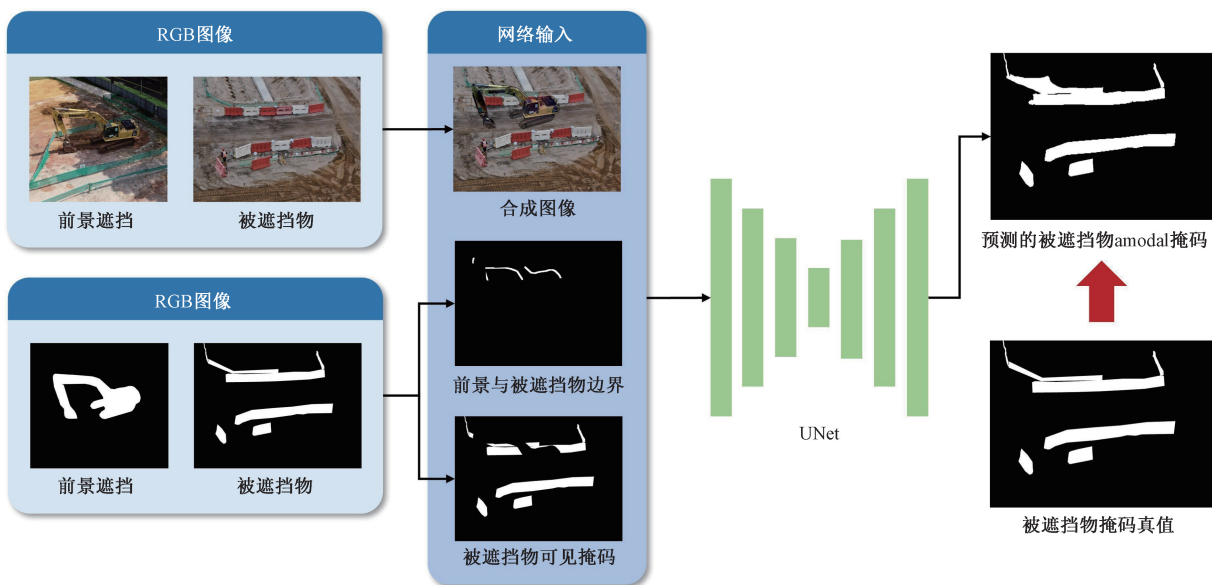 RGB图像
前景遮挡
被遮挡物
RGB图像
前景遮挡
被遮挡物
网络输入
合成图像
前景与被遮挡物边界
被遮挡物可见掩码
UNet
预测的被遮挡物amodal掩码
被遮挡物掩码真值